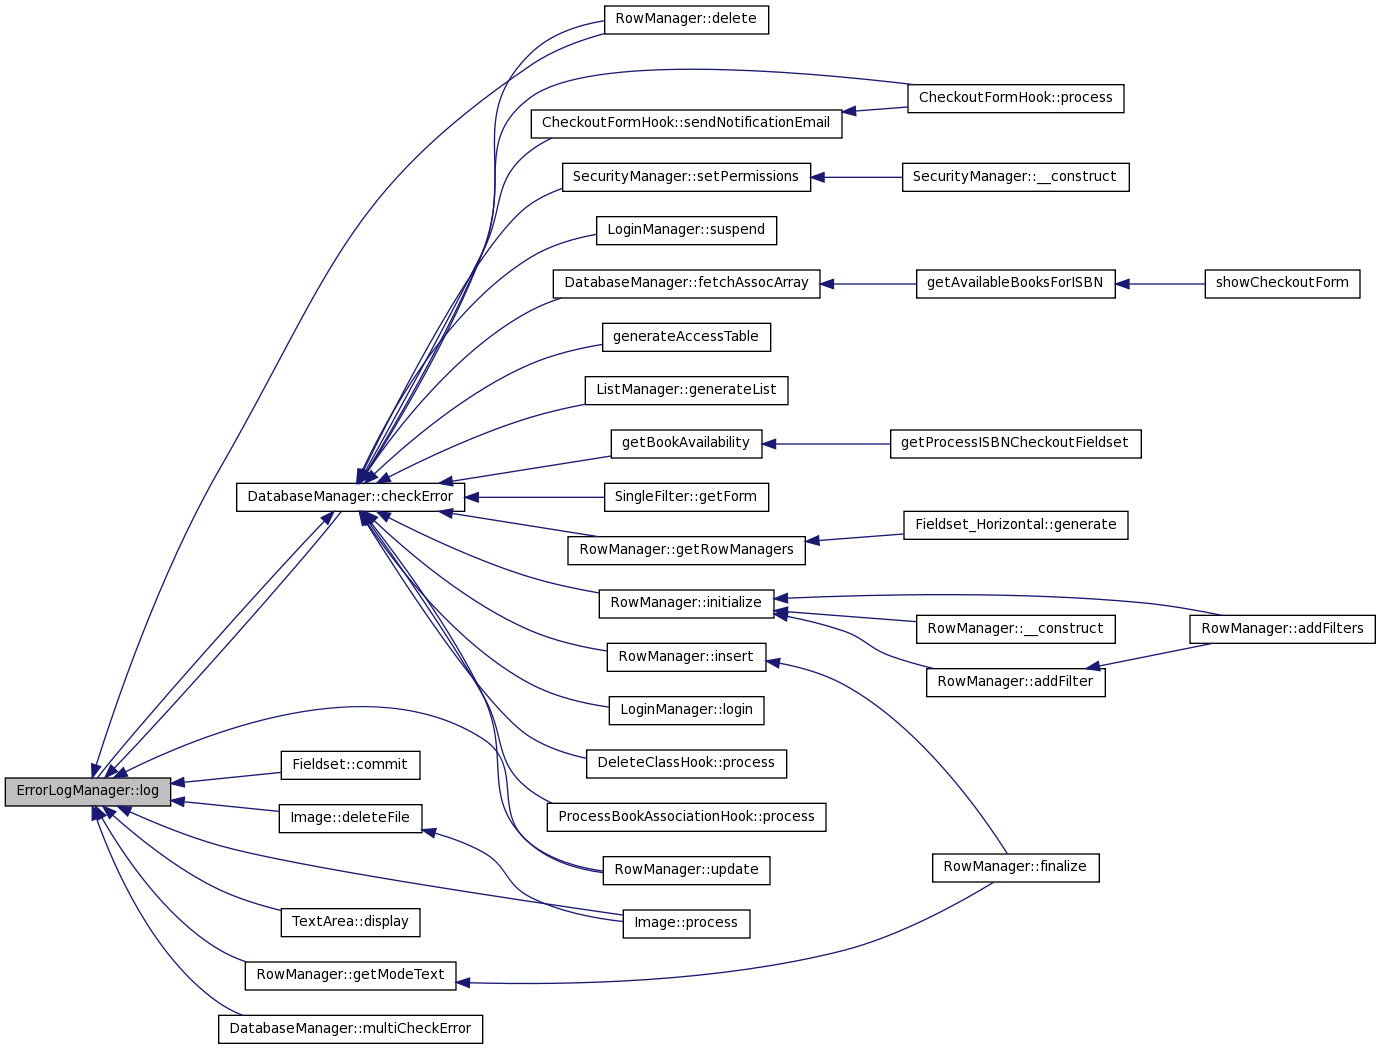 RowManager::delete
CheckoutFormHook::process
CheckoutFormHook::sendNotificationEmail
SecurityManager::setPermissions
SecurityManager::__construct
LoginManager::suspend
DatabaseManager::fetchAssocArray
getAvailableBooksForISBN
showCheckoutForm
generateAccessTable
ListManager::generateList
getBookAvailability
getProcessISBNCheckoutFieldset
DatabaseManager::checkError
SingleFilter::getForm
Fieldset_Horizontal::generate
RowManager::getRowManagers
RowManager::initialize
RowManager::__construct
RowManager::addFilters
RowManager::insert
RowManager::addFilter
LoginManager::login
Fieldset::commit
DeleteClassHook::process
ErrorLogManager::log
Image::deleteFile
ProcessBookAssociationHook::process
RowManager::update
RowManager::finalize
TextArea::display
Image::process
RowManager::getModeText
DatabaseManager::multiCheckError